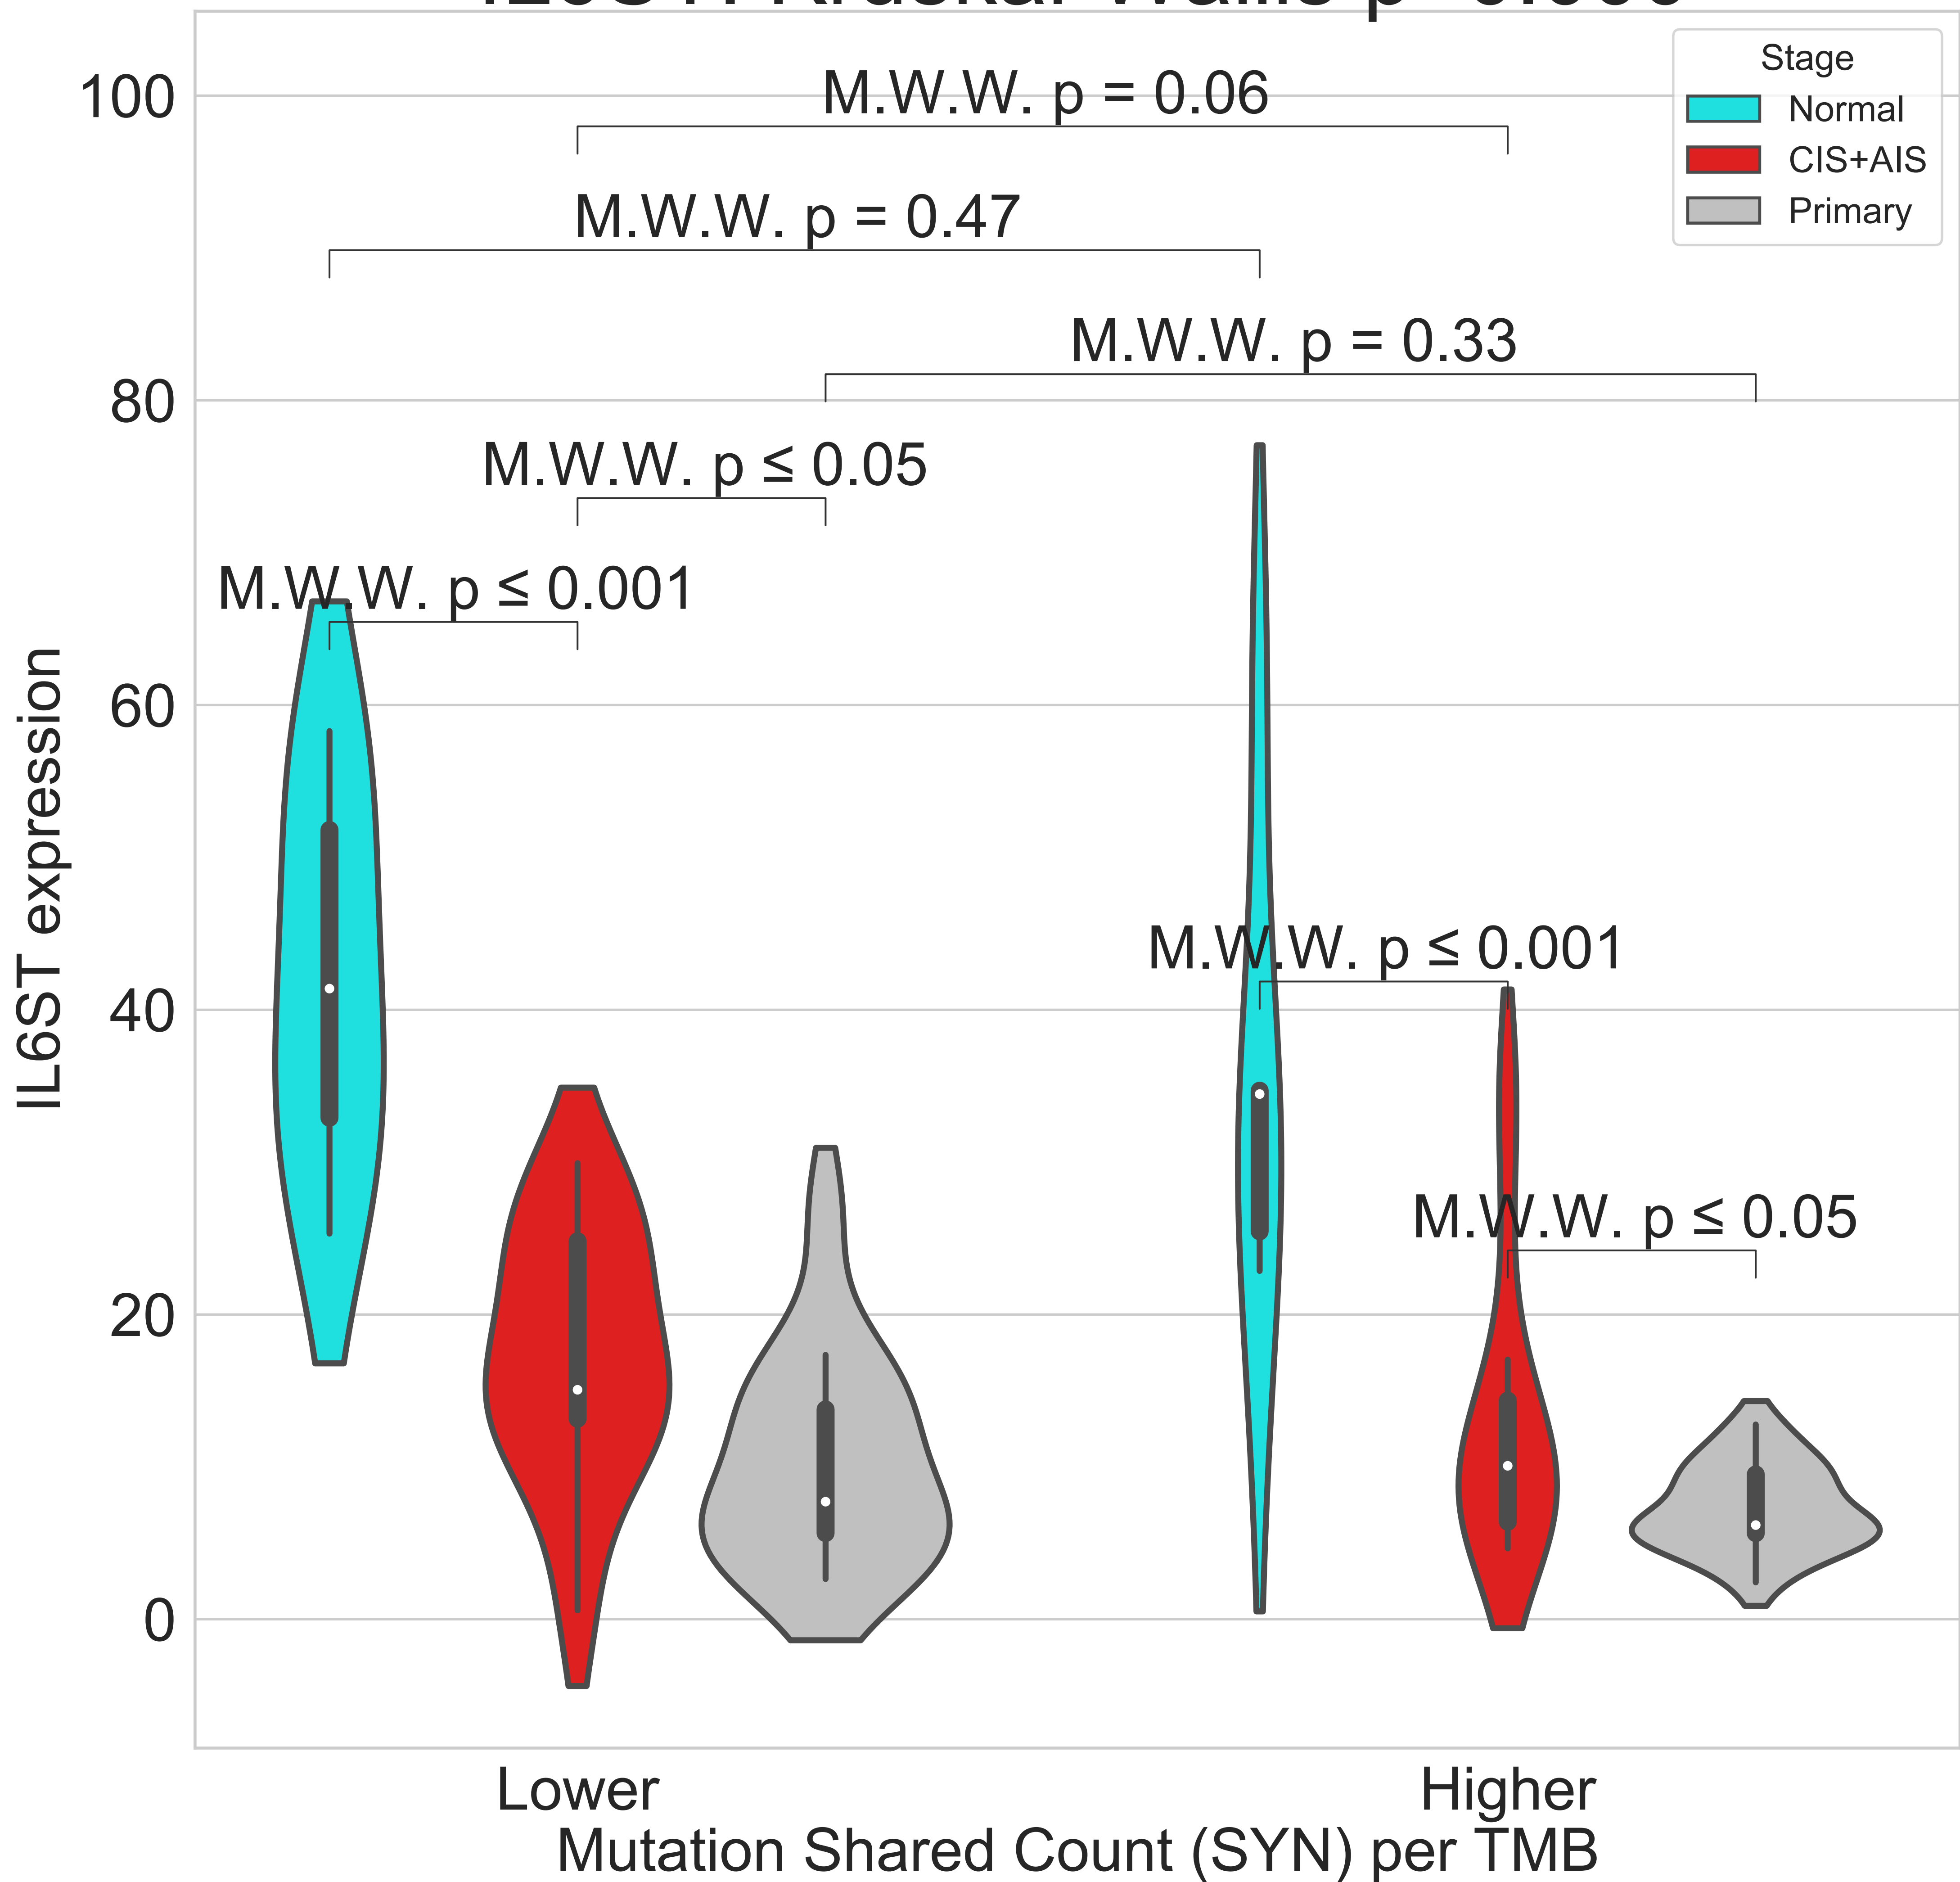 100
80
60
40
20
0
IL6ST expression
M.W.W. p = 0.06
M.W.W. p = 0.47
M.W.W. p = 0.33
M.W.W. p ≤ 0.05
M.W.W. p ≤ 0.001
M.W.W. p ≤ 0.001
M.W.W. p ≤ 0.05
Stage
Normal
CIS+AIS
Primary
Lower
Higher
Mutation Shared Count (SYN) per TMB